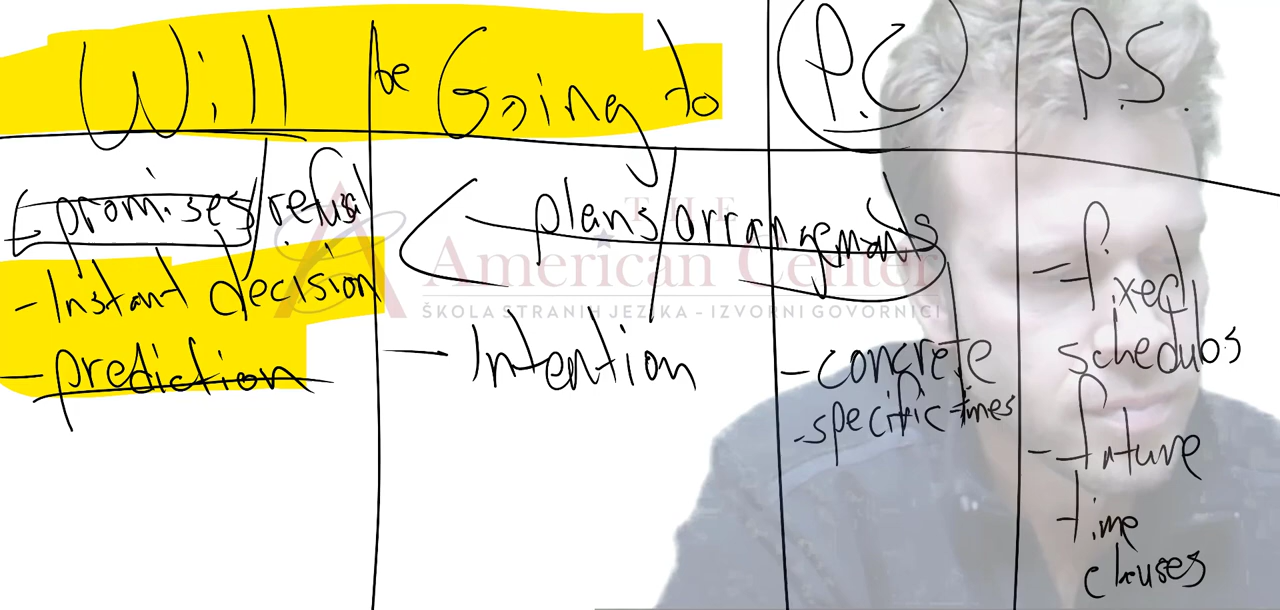 Will be Going to P.C. P.S.
promises/refusal
- Instant decision
- prediction
plans/arrangements
- Intention
- concrete
- specific times
- fixed
schedules
- future
time
clauses
THE
American Center
ŠKOLA STRANIH JEZIKA - IZVORNI GOVORNICI